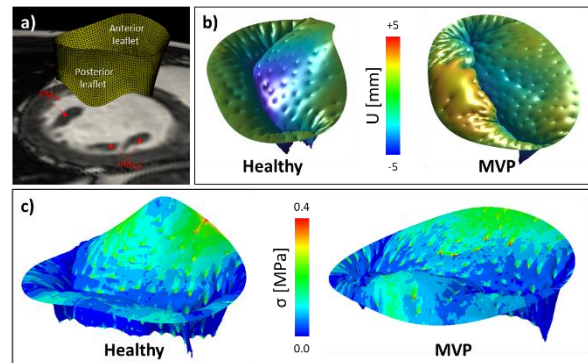 a)
Anterior
leaflet
Posterior
leaflet
b)
+5
U [mm]
-5
Healthy
MVP
c)
0.4
σ [MPa]
0.0
Healthy
MVP